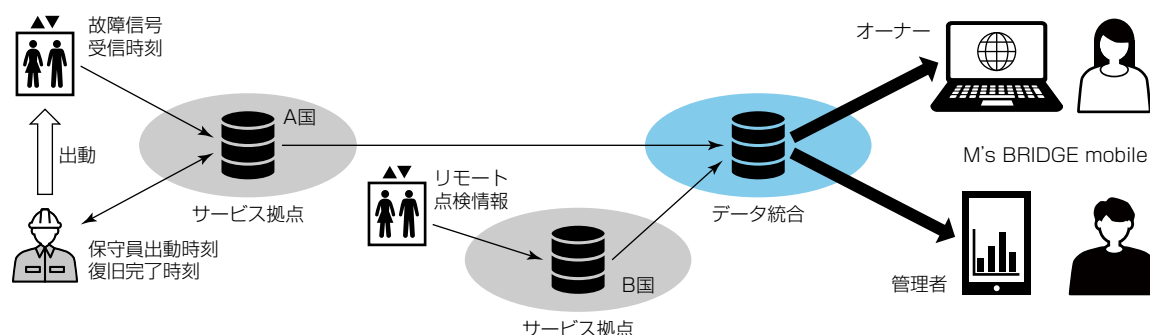 故障信号
受信時刻
出動
保守員出動時刻
復旧完了時刻
A国
サービス拠点
リモート
点検情報
B国
サービス拠点
データ統合
オーナー
M's BRIDGE mobile
管理者